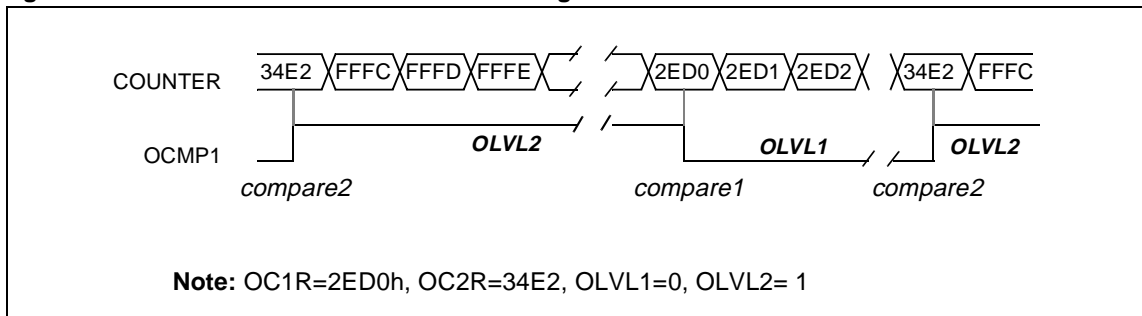 COUNTER 34E2 FFFC FFFD FFFE 2ED0 2ED1 2ED2 34E2 FFFC
OCMP1 OLVL2 OLVL1 OLVL2
compare2 compare1 compare2
Note: OC1R=2ED0h, OC2R=34E2, OLVL1=0, OLVL2= 1